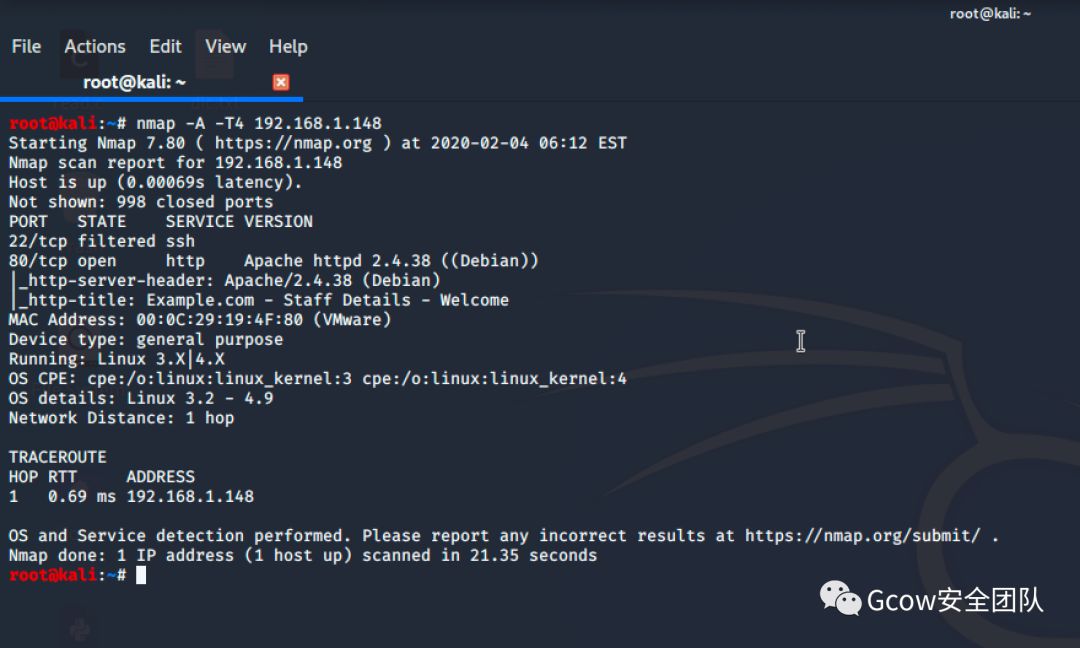 root@kali: ~
File Actions Edit View Help
root@kali: ~
root@kali:~# nmap -A -T4 192.168.1.148
Starting Nmap 7.80 ( https://nmap.org ) at 2020-02-04 06:12 EST
Nmap scan report for 192.168.1.148
Host is up (0.00069s latency).
Not shown: 998 closed ports
PORT   STATE    SERVICE VERSION
22/tcp filtered ssh
80/tcp open     http    Apache httpd 2.4.38 ((Debian))
|_http-server-header: Apache/2.4.38 (Debian)
|_http-title: Example.com - Staff Details - Welcome
MAC Address: 00:0C:29:19:4F:80 (VMware)
Device type: general purpose
Running: Linux 3.X|4.X
OS CPE: cpe:/o:linux:linux_kernel:3 cpe:/o:linux:linux_kernel:4
OS details: Linux 3.2 - 4.9
Network Distance: 1 hop
TRACEROUTE
HOP RTT     ADDRESS
1   0.69 ms 192.168.1.148
OS and Service detection performed. Please report any incorrect results at https://nmap.org/submit/ .
Nmap done: 1 IP address (1 host up) scanned in 21.35 seconds
root@kali:~#
Gcow安全团队